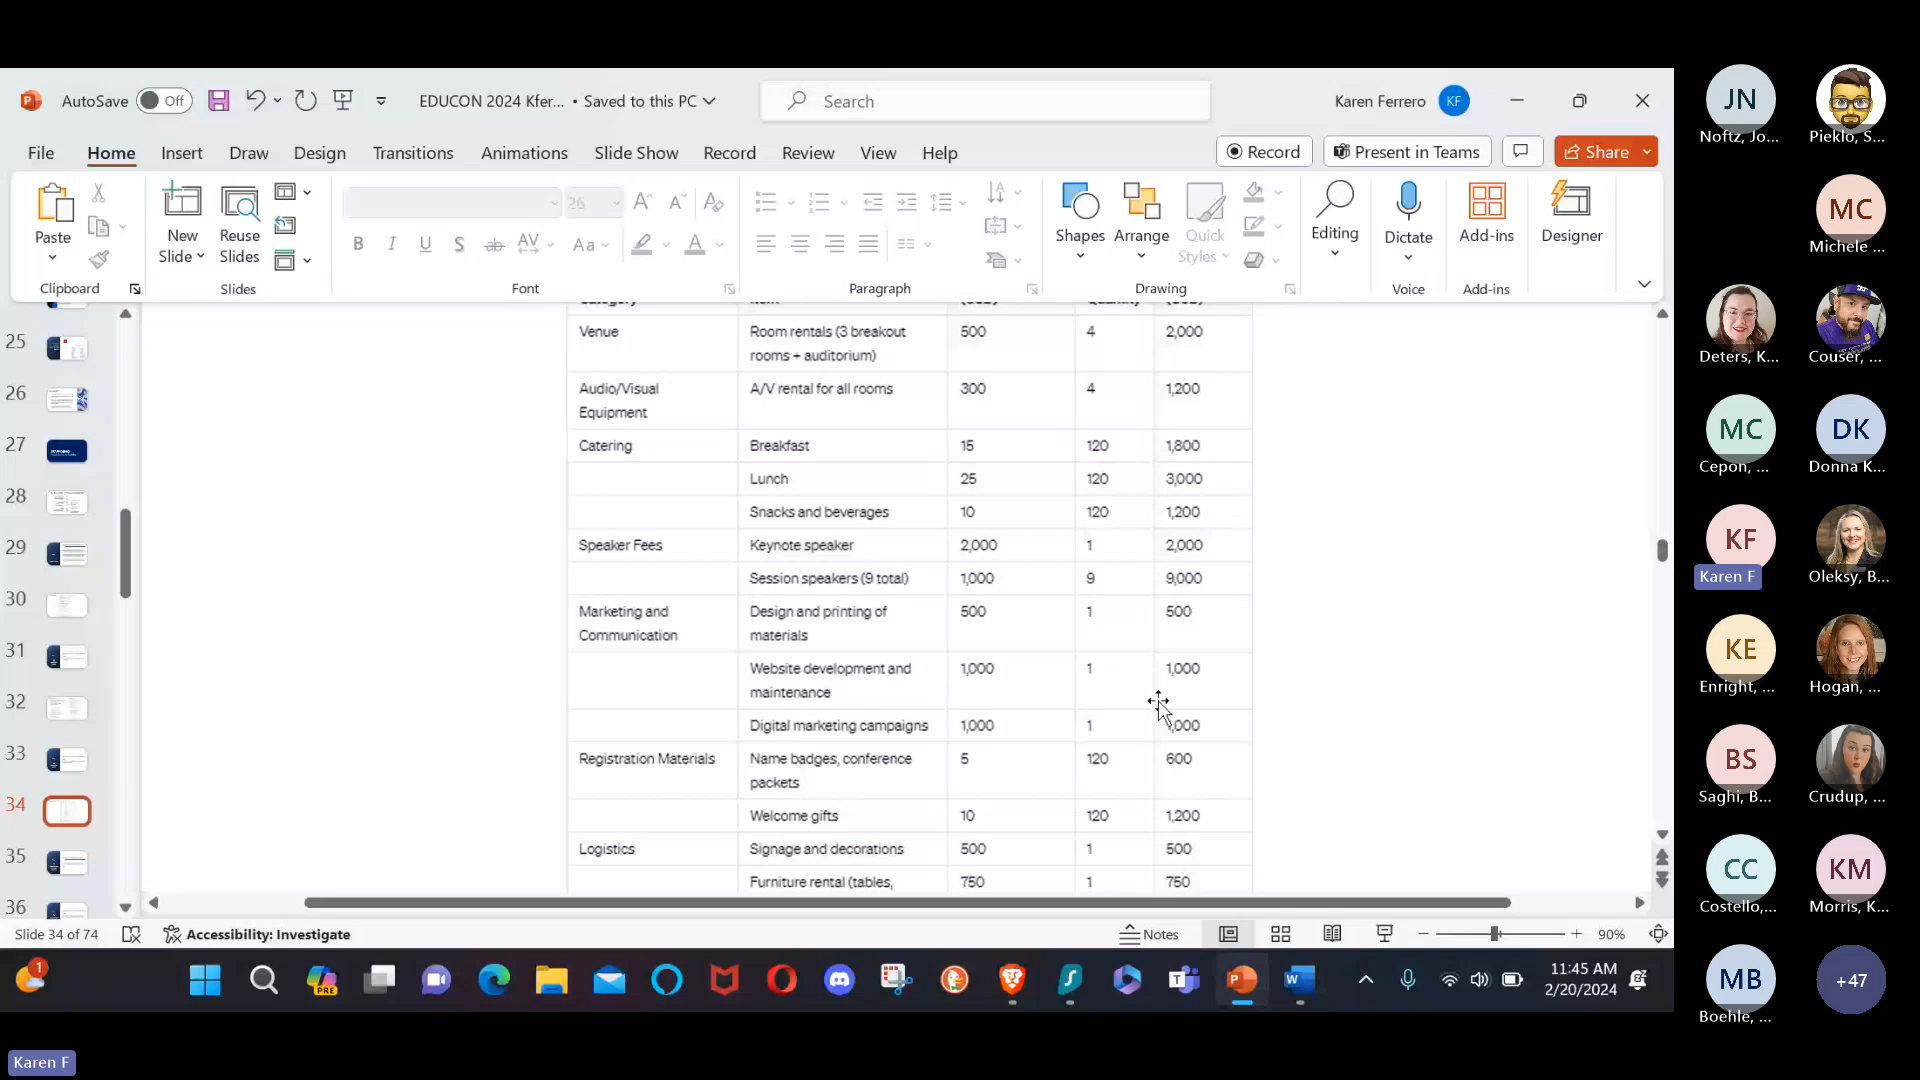 AutoSave
Off
EDUCON 2024 Kfer... • Saved to this PC
Search
Karen Ferrero
KF
File
Home
Insert
Draw
Design
Transitions
Animations
Slide Show
Record
Review
View
Help
Record
Present in Teams
Share
Paste
Clipboard
New Slide
Reuse Slides
Slides
26
Font
Paragraph
Shapes
Arrange
Quick Styles
Drawing
Editing
Dictate
Voice
Add-ins
Add-ins
Designer
25
26
27
28
29
30
31
32
33
34
35
36
Venue Room rentals (3 breakout 500 4 2,000
rooms + auditorium)
Audio/Visual A/V rental for all rooms 300 4 1,200
Equipment
Catering Breakfast 15 120 1,800
Lunch 25 120 3,000
Snacks and beverages 10 120 1,200
Speaker Fees Keynote speaker 2,000 1 2,000
Session speakers (9 total) 1,000 9 9,000
Marketing and Design and printing of 500 1 500
Communication materials
Website development and 1,000 1 1,000
maintenance
Digital marketing campaigns 1,000 1
Registration Materials Name badges, conference 5 120 600
packets
Welcome gifts 10 120 1,200
Logistics Signage and decorations 500 1 500
Furniture rental (tables, 750 1 750
Slide 34 of 74
Accessibility: Investigate
Notes
90%
1
PRE
11:45 AM
2/20/2024
JN
Noftz, Jo...
Pieklo, S...
MC
Michele ...
Deters, K...
Couser, ...
MC
Cepon, ...
DK
Donna K...
KF
Karen F
Oleksy, B...
KE
Enright, ...
Hogan, ...
BS
Saghi, B...
Crudup, ...
CC
Costello,...
KM
Morris, K...
MB
Boehle, ...
+47
Karen F